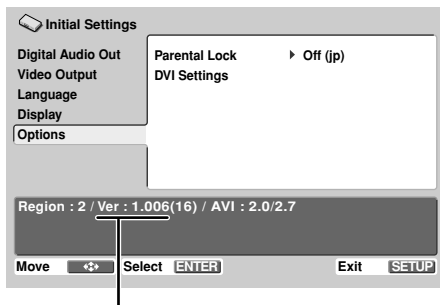 Initial Settings
Digital Audio Out
Video Output
Language
Display
Options
Parental Lock Off (jp)
DVI Settings
Region : 2 / Ver : 1.006(16) / AVI : 2.0/2.7
Move Select ENTER Exit SETUP